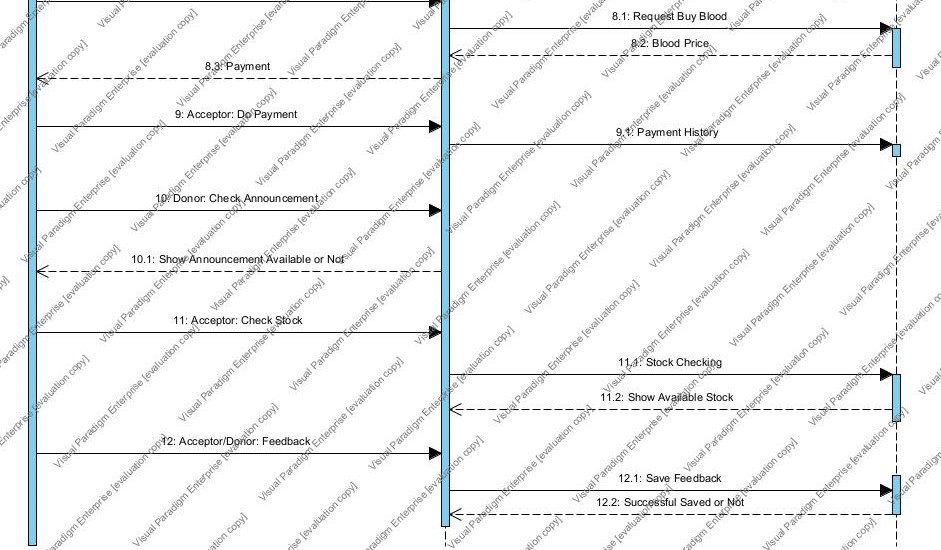 8.1: Request Buy Blood
8.2: Blood Price
8.3: Payment
9: Acceptor: Do Payment
9.1: Payment History
10: Donor: Check Announcement
10.1: Show Announcement Available or Not
11: Acceptor: Check Stock
11.1: Stock Checking
11.2: Show Available Stock
12: Acceptor/Donor: Feedback
12.1: Save Feedback
12.2: Successful Saved or Not
Visual Paradigm Enterprise [evaluation copy]